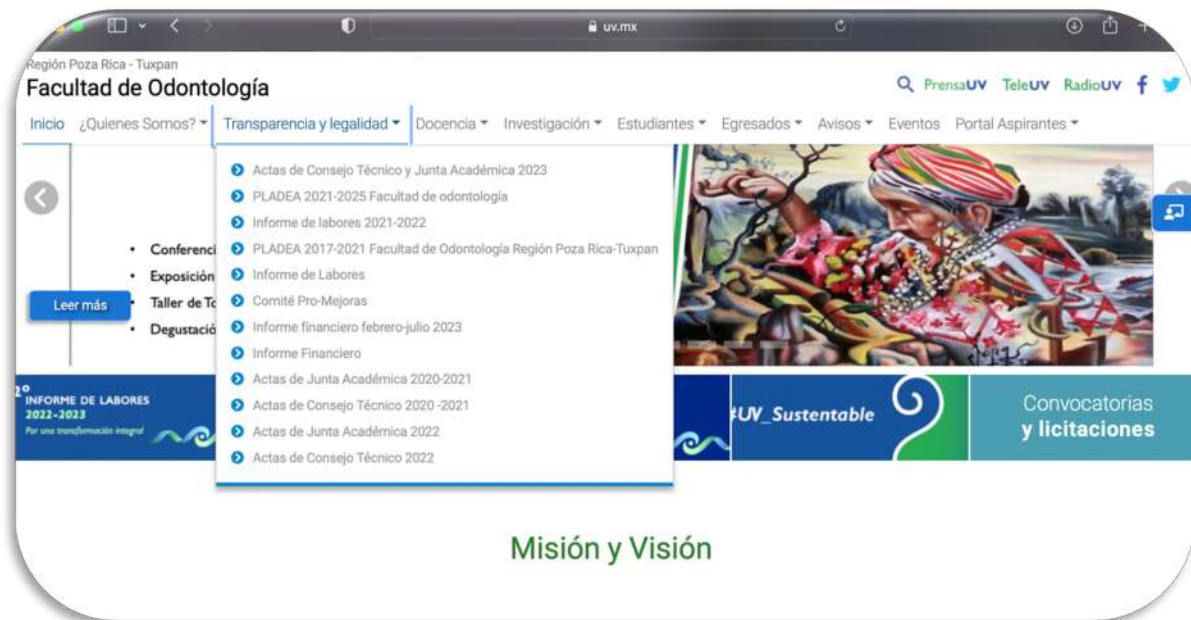 uv.mx
Región Poza Rica - Tuxpan
Facultad de Odontología
PrensaUV TeleUV RadioUV
Inicio ¿Quienes Somos? Transparencia y legalidad Docencia Investigación Estudiantes Egresados Avisos Eventos Portal Aspirantes
Actas de Consejo Técnico y Junta Académica 2023
PLADEA 2021-2025 Facultad de odontología
Informe de labores 2021-2022
PLADEA 2017-2021 Facultad de Odontología Región Poza Rica-Tuxpan
Informe de Labores
Comité Pro-Mejoras
Informe financiero febrero-julio 2023
Informe Financiero
Actas de Junta Académica 2020-2021
Actas de Consejo Técnico 2020 -2021
Actas de Junta Académica 2022
Actas de Consejo Técnico 2022
• Exposición
Leer más
• Taller de
2º
INFORME DE LABORES
2022-2023
Por una transformación integral
#UV_Sustentable
Convocatorias
y licitaciones
Misión y Visión